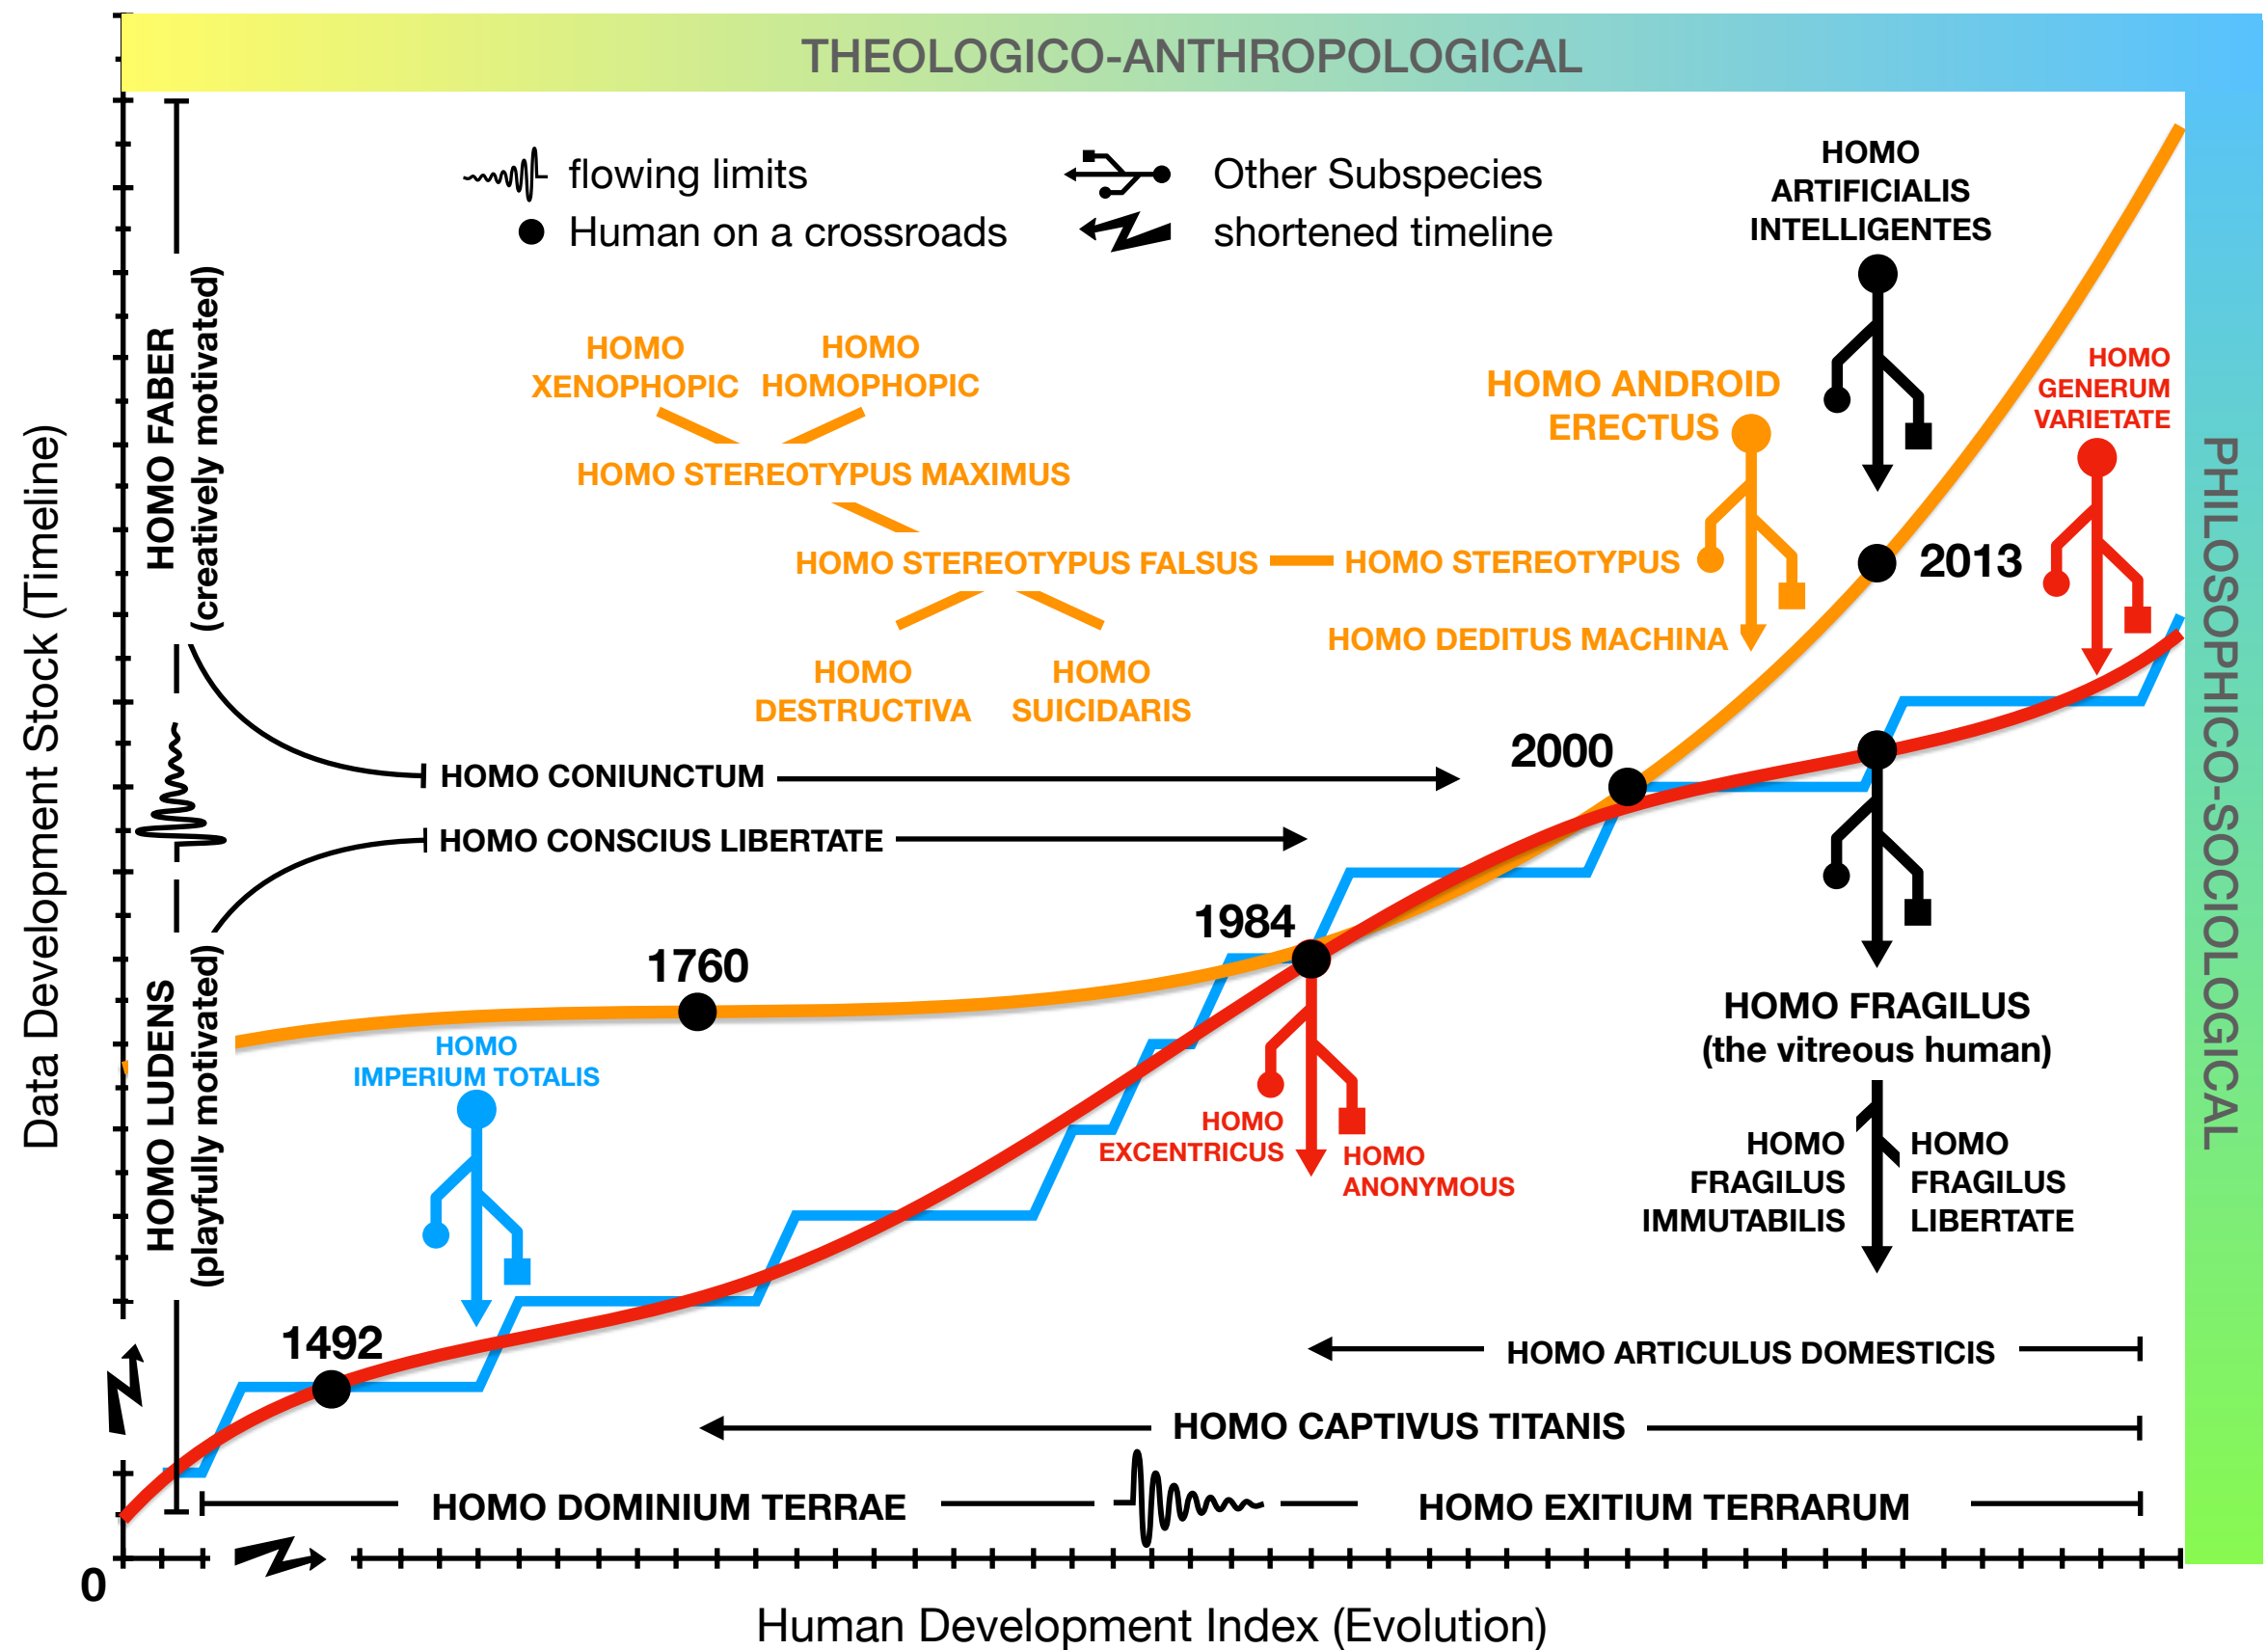 THEOLOGICO-ANTHROPOLOGICAL
flowing limits
Other Subspecies
Human on a crossroads
shortened timeline
HOMO
ARTIFICIALIS
INTELLIGENTES
HOMO
XENOPHOPIC
HOMO
HOMOPHOPIC
HOMO STEREOTYPUS MAXIMUS
HOMO STEREOTYPUS FALSUS
HOMO STEREOTYPUS
HOMO ANDROID
ERECTUS
HOMO
GENERUM
VARIETATE
2013
HOMO DEDITUS MACHINA
HOMO
DESTRUCTIVA
HOMO
SUICIDARIS
HOMO FABER
(creatively motivated)
Data Development Stock (Timeline)
PHILOSOPHICO-SOCIOLOGICAL
HOMO CONIUNCTUM
2000
HOMO CONSCIUS LIBERTATE
1984
1760
HOMO LUDENS
(playfully motivated)
HOMO
IMPERIUM TOTALIS
HOMO
EXCENTRICUS
HOMO
ANONYMOUS
HOMO FRAGILUS
(the vitreous human)
HOMO
FRAGILUS
IMMUTABILIS
HOMO
FRAGILUS
LIBERTATE
1492
HOMO ARTICULUS DOMESTICIS
HOMO CAPTIVUS TITANIS
HOMO DOMINIUM TERRAE
HOMO EXITIUM TERRARUM
0
Human Development Index (Evolution)